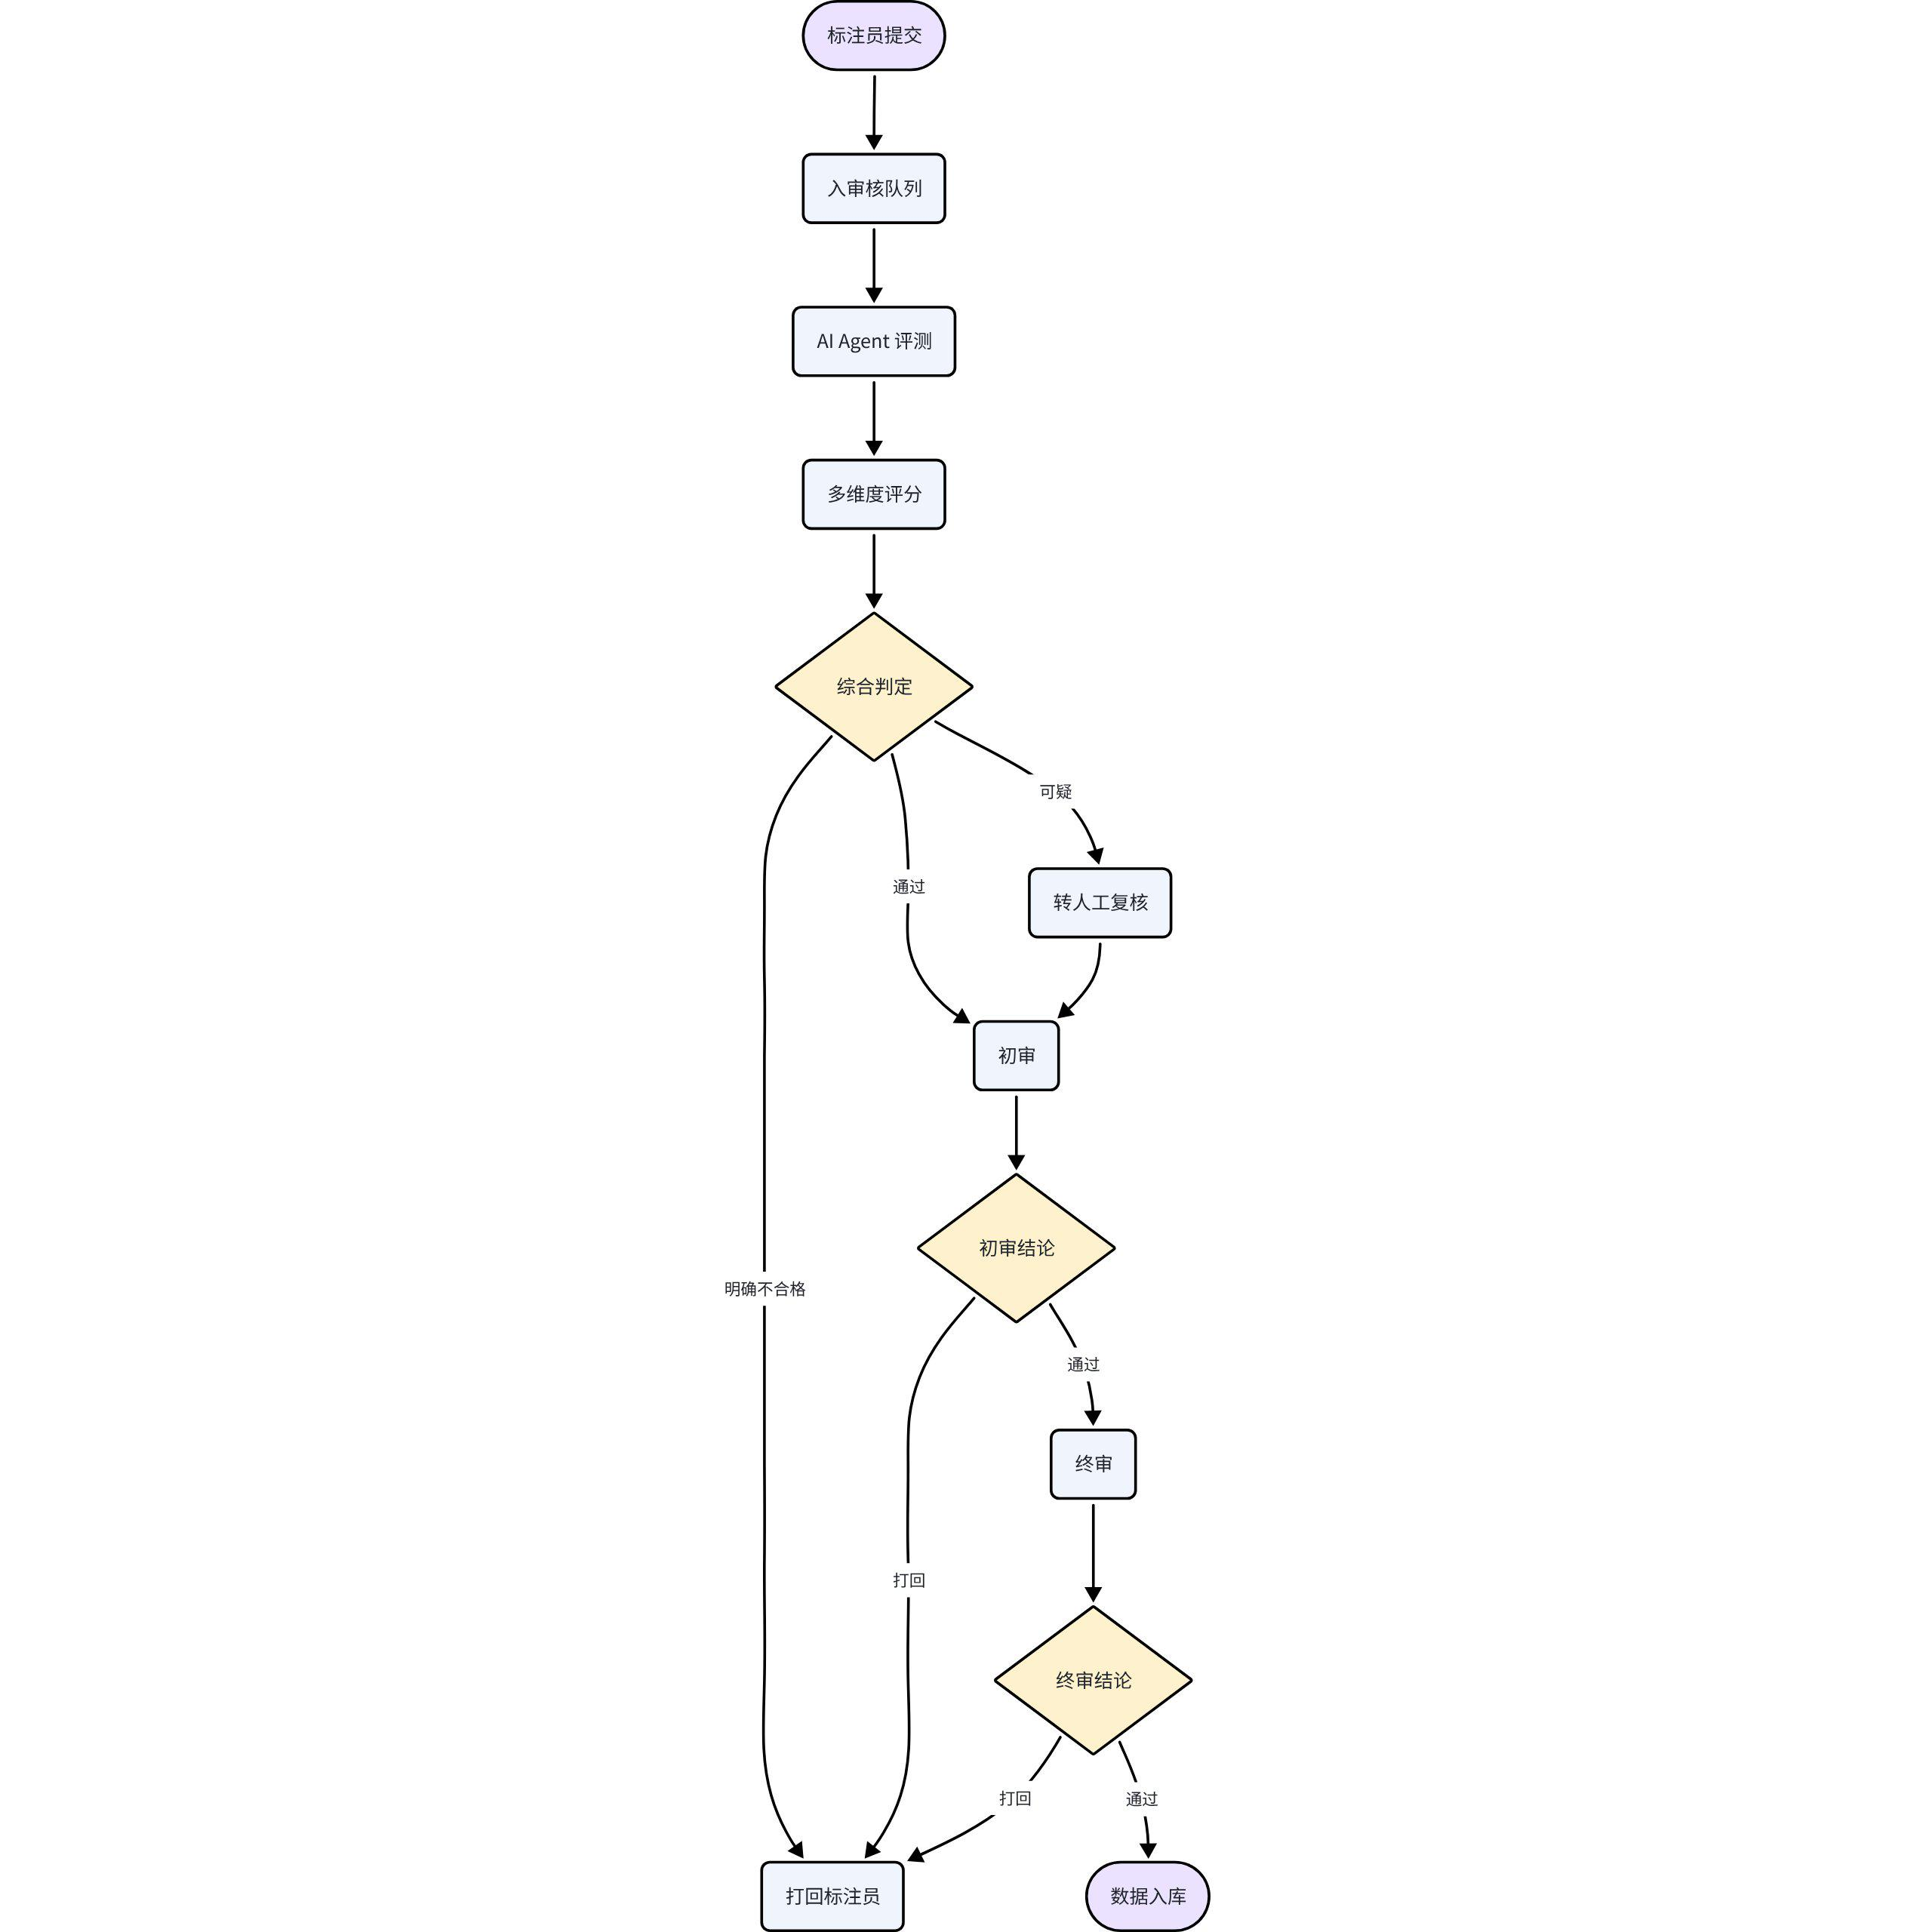 标注员提交
入审核队列
AI Agent 评测
多维度评分
综合判定
可疑
通过
转人工复核
初审
初审结论
明确不合格
通过
终审
打回
终审结论
打回
通过
打回标注员
数据入库